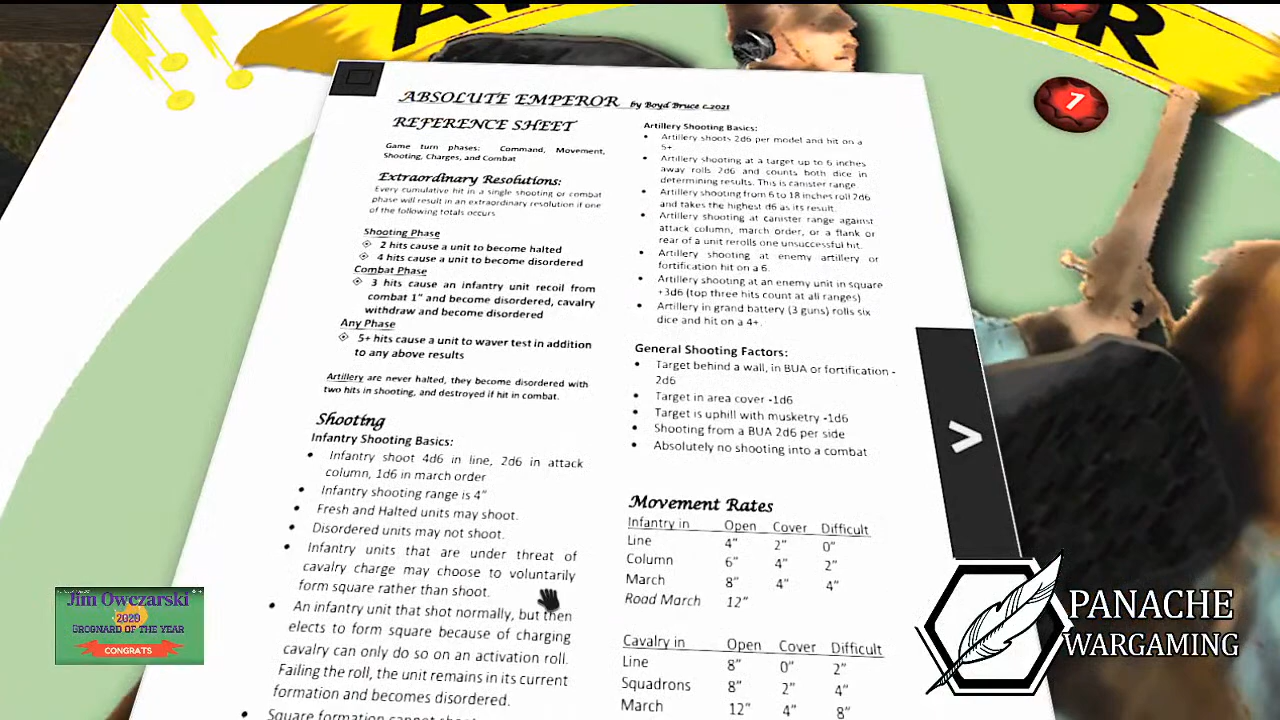 ABSOLUTE EMPEROR by Boyd Bruce c.2021
REFERENCE SHEET
Game turn phases: Command, Movement,
Shooting, Charges, and Combat
Extraordinary Resolutions:
Every cumulative hit in a single shooting or combat
phase will result in an extraordinary resolution if one
of the following totals occurs
Shooting Phase
2 hits cause a unit to become halted
4 hits cause a unit to become disordered
Combat Phase
3 hits cause an infantry unit recoil from
combat 1" and become disordered, cavalry
withdraw and become disordered
Any Phase
5+ hits cause a unit to waver test in addition
to any above results
Artillery are never halted, they become disordered with
two hits in shooting, and destroyed if hit in combat.
Shooting
Infantry Shooting Basics:
• Infantry shoot 4d6 in line, 2d6 in attack
column, 1d6 in march order
• Infantry shooting range is 4"
• Fresh and Halted units may shoot.
• Disordered units may not shoot.
• Infantry units that are under threat of
cavalry charge may choose to voluntarily
form square rather than shoot.
• An infantry unit that shot normally, but then
elects to form square because of charging
cavalry can only do so on an activation roll.
Failing the roll, the unit remains in its current
formation and becomes disordered.
• Square formation cannot
Artillery Shooting Basics:
• Artillery shoots 2d6 per model and hit on a
5+
• Artillery shooting at a target up to 6 inches
away rolls 2d6 and counts both dice in
determining results. This is canister range.
• Artillery shooting from 6 to 18 inches roll 2d6
and takes the highest d6 as its result.
• Artillery shooting at canister range against
attack column, march order, or a flank or
rear of a unit rerolls one unsuccessful hit.
• Artillery shooting at enemy artillery or
fortification hit on a 6.
• Artillery shooting at an enemy unit in square
+3d6 (top three hits count at all ranges)
• Artillery in grand battery (3 guns) rolls six
dice and hit on a 4+.
General Shooting Factors:
• Target behind a wall, in BUA or fortification -
2d6
• Target in area cover -1d6
• Target is uphill with musketry -1d6
• Shooting from a BUA 2d6 per side
• Absolutely no shooting into a combat
Movement Rates
Infantry in Open Cover Difficult
Line 4" 2" 0"
Column 6" 4" 2"
March 8" 4" 4"
Road March 12"
Cavalry in Open Cover Difficult
Line 8" 0" 2"
Squadrons 8" 2" 4"
March 12" 4" 8"
>
1
Jim Owczarski
2020
GROGNARD OF THE YEAR
CONGRATS
PANACHE
WARGAMING